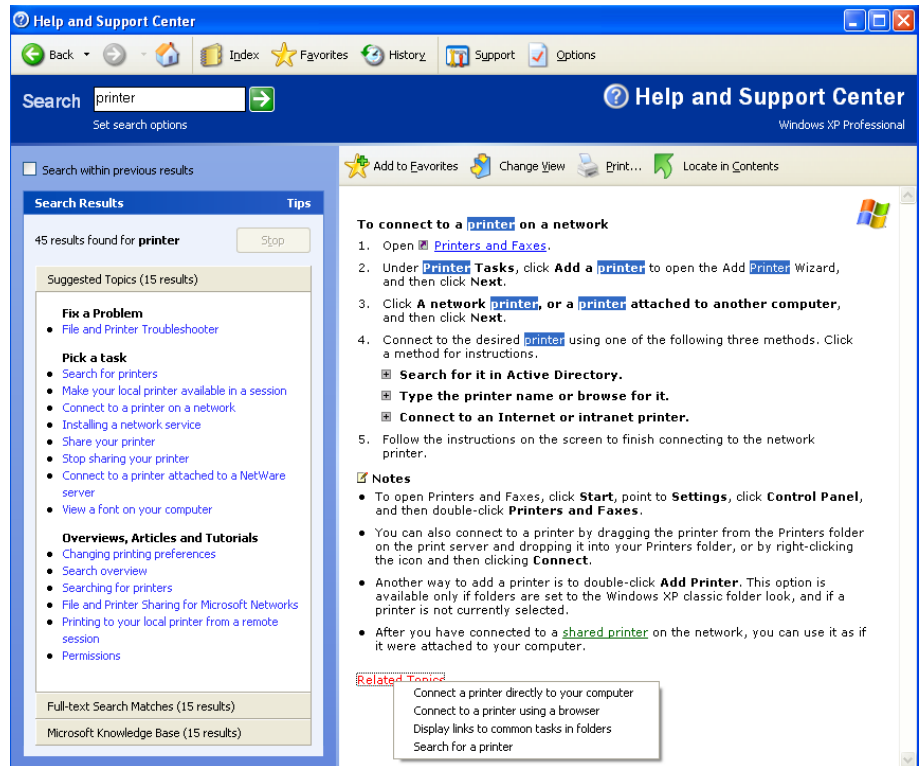 Help and Support Center
Back
Index
Favorites
History
Support
Options
Search
printer
Set search options
Help and Support Center
Windows XP Professional
Search within previous results
Add to Favorites
Change View
Print...
Locate in Contents
Search Results
Tips
45 results found for printer
Stop
Suggested Topics (15 results)
Fix a Problem
• File and Printer Troubleshooter
Pick a task
• Search for printers
• Make your local printer available in a session
• Connect to a printer on a network
• Installing a network service
• Share your printer
• Stop sharing your printer
• Connect to a printer attached to a NetWare
server
• View a font on your computer
Overviews, Articles and Tutorials
• Changing printing preferences
• Search overview
• Searching for printers
• File and Printer Sharing for Microsoft Networks
• Printing to your local printer from a remote
session
• Permissions
Full-text Search Matches (15 results)
Microsoft Knowledge Base (15 results)
To connect to a printer on a network
1. Open Printers and Faxes.
2. Under Printer Tasks, click Add a printer to open the Add Printer Wizard,
and then click Next.
3. Click A network printer, or a printer attached to another computer,
and then click Next.
4. Connect to the desired printer using one of the following three methods. Click
a method for instructions.
Search for it in Active Directory.
Type the printer name or browse for it.
Connect to an Internet or intranet printer.
5. Follow the instructions on the screen to finish connecting to the network
printer.
Notes
• To open Printers and Faxes, click Start, point to Settings, click Control Panel,
and then double-click Printers and Faxes.
• You can also connect to a printer by dragging the printer from the Printers folder
on the print server and dropping it into your Printers folder, or by right-clicking
the icon and then clicking Connect.
• Another way to add a printer is to double-click Add Printer. This option is
available only if folders are set to the Windows XP classic folder look, and if a
printer is not currently selected.
• After you have connected to a shared printer on the network, you can use it as if
it were attached to your computer.
Related Topics
Connect a printer directly to your computer
Connect to a printer using a browser
Display links to common tasks in folders
Search for a printer